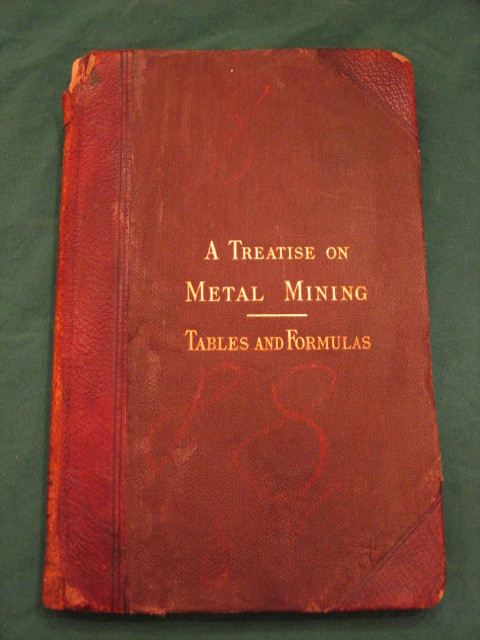 A TREATISE ON
METAL MINING
TABLES AND FORMULAS